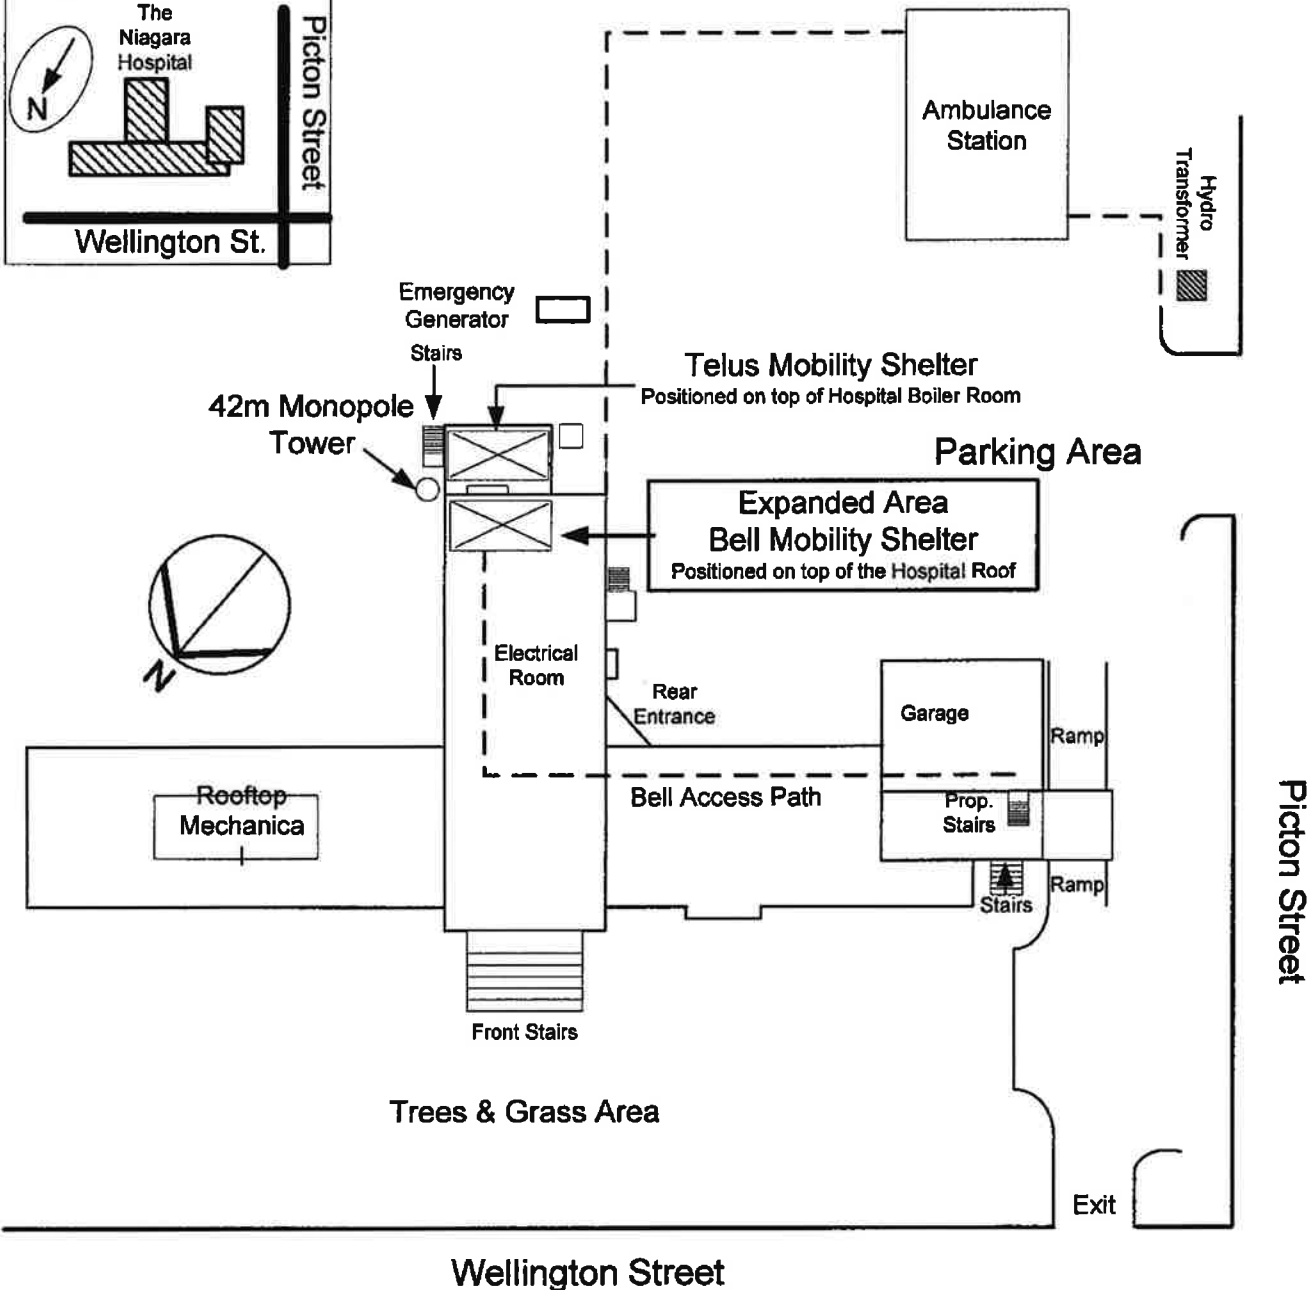 The
Niagara
Hospital
N
Picton Street
Wellington St.
Ambulance
Station
Hydro
Transformer
Emergency
Generator
Stairs
42m Monopole
Tower
Telus Mobility Shelter
Positioned on top of Hospital Boiler Room
Parking Area
Expanded Area
Bell Mobility Shelter
Positioned on top of the Hospital Roof
N
Electrical
Room
Rear
Entrance
Garage
Ramp
Rooftop
Mechanica
Bell Access Path
Prop.
Stairs
Ramp
Stairs
Picton Street
Front Stairs
Trees & Grass Area
Exit
Wellington Street